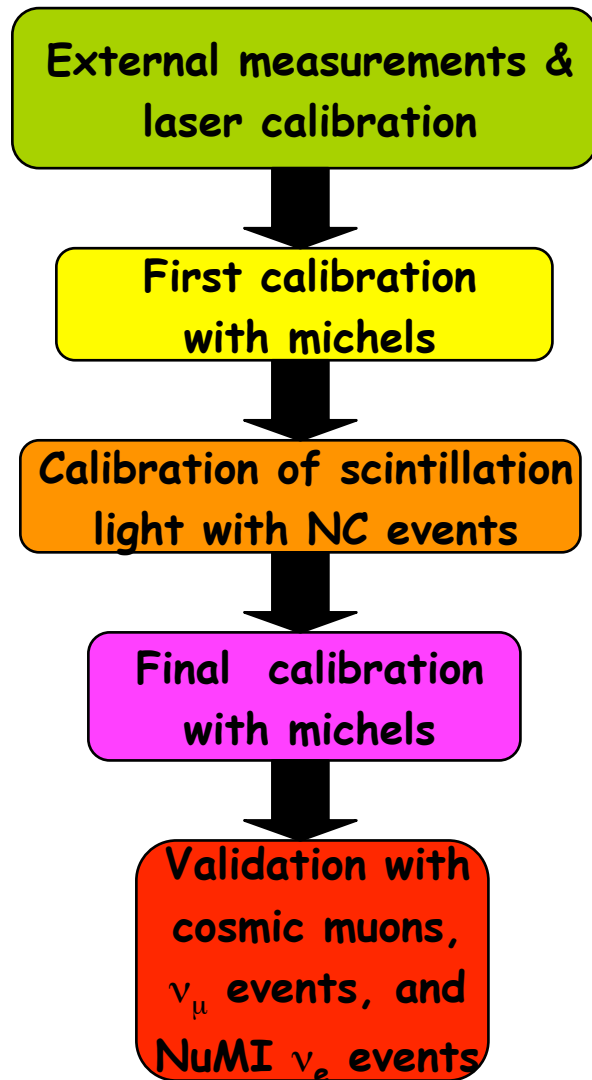 External measurements &
laser calibration
First calibration
with michels
Calibration of scintillation
light with NC events
Final calibration
with michels
Validation with
cosmic muons,
νμ events, and
NuMI νe events